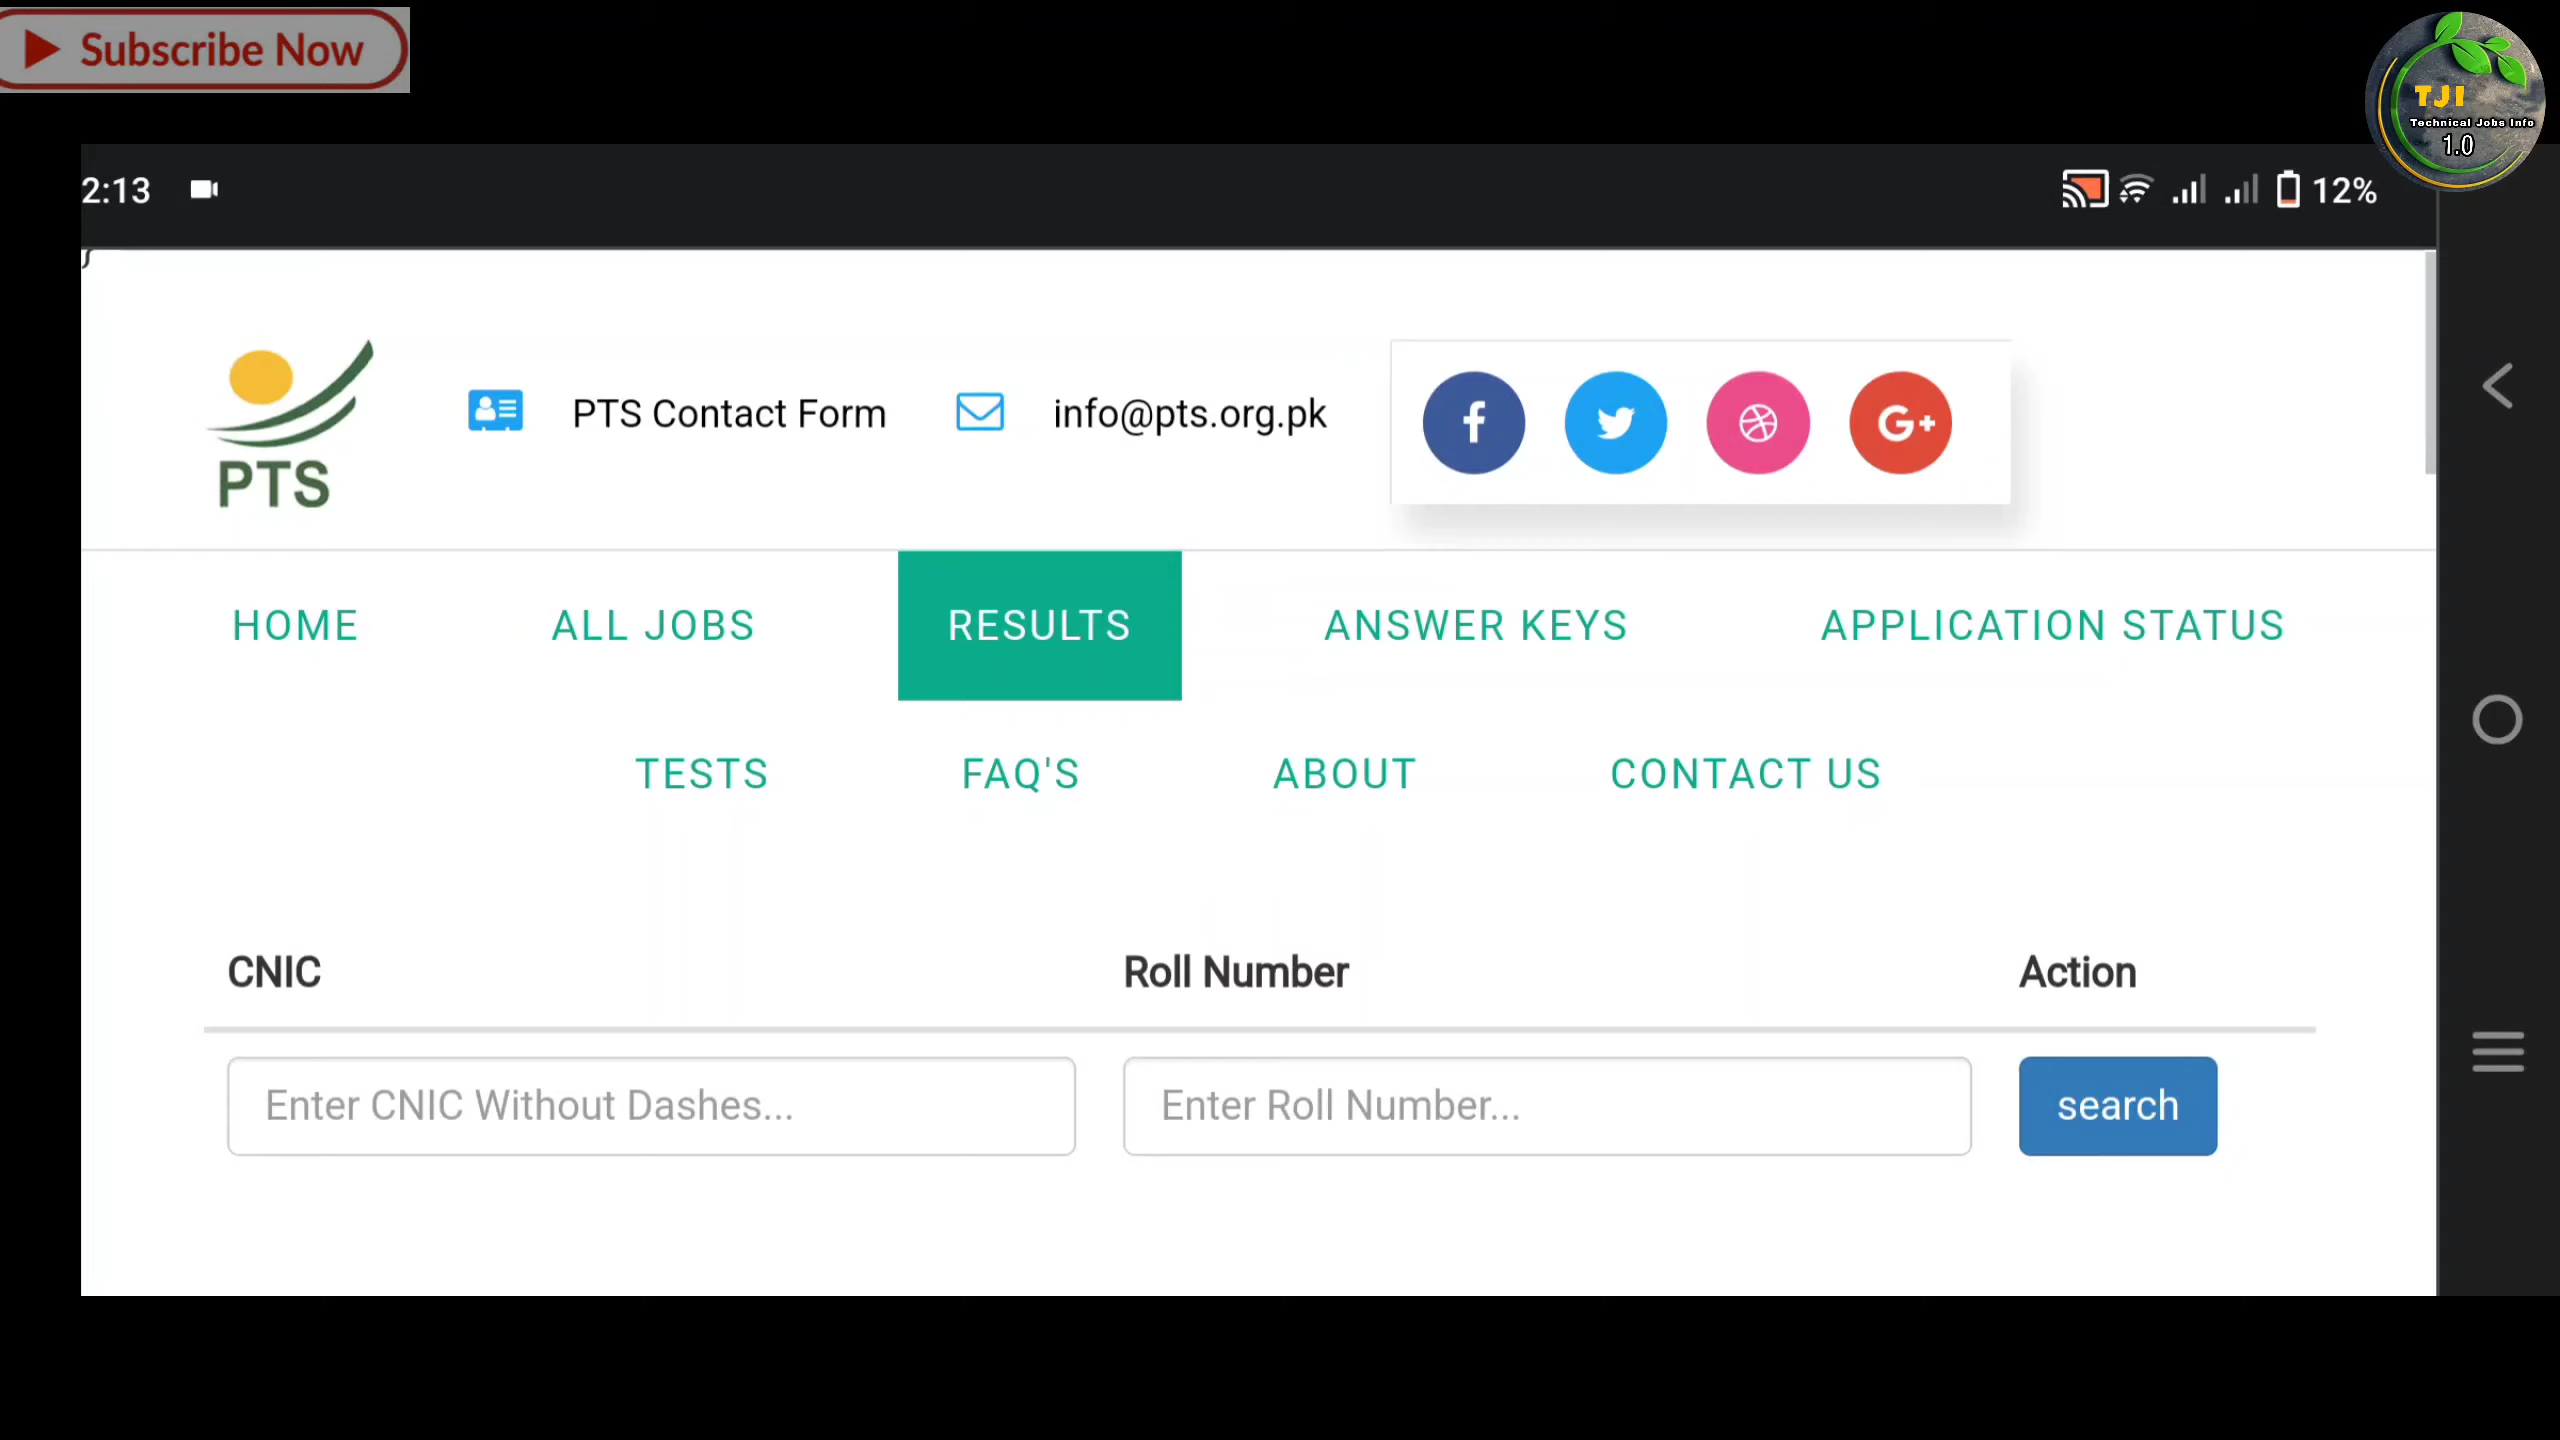 Subscribe Now
TJI
Technical Jobs Info
1.0
2:13
12%
PTS
PTS Contact Form
info@pts.org.pk
G+
HOME
ALL JOBS
RESULTS
ANSWER KEYS
APPLICATION STATUS
TESTS
FAQ'S
ABOUT
CONTACT US
CNIC
Roll Number
Action
Enter CNIC Without Dashes...
Enter Roll Number...
search